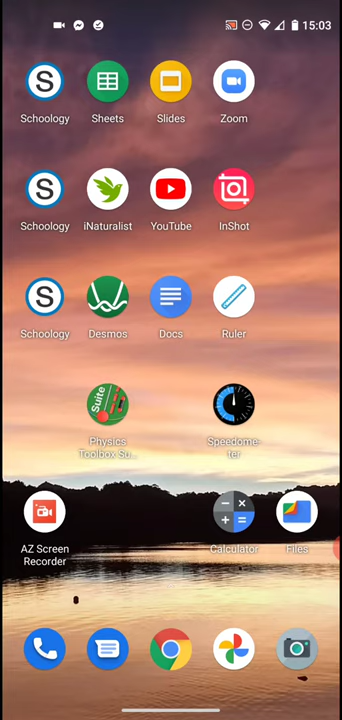 15:03
Schoology
Sheets
Slides
Zoom
Schoology
iNaturalist
YouTube
InShot
Schoology
Desmos
Docs
Ruler
Suite
Physics
Toolbox Su...
Speedome-
ter
AZ Screen
Recorder
Calculator
Files